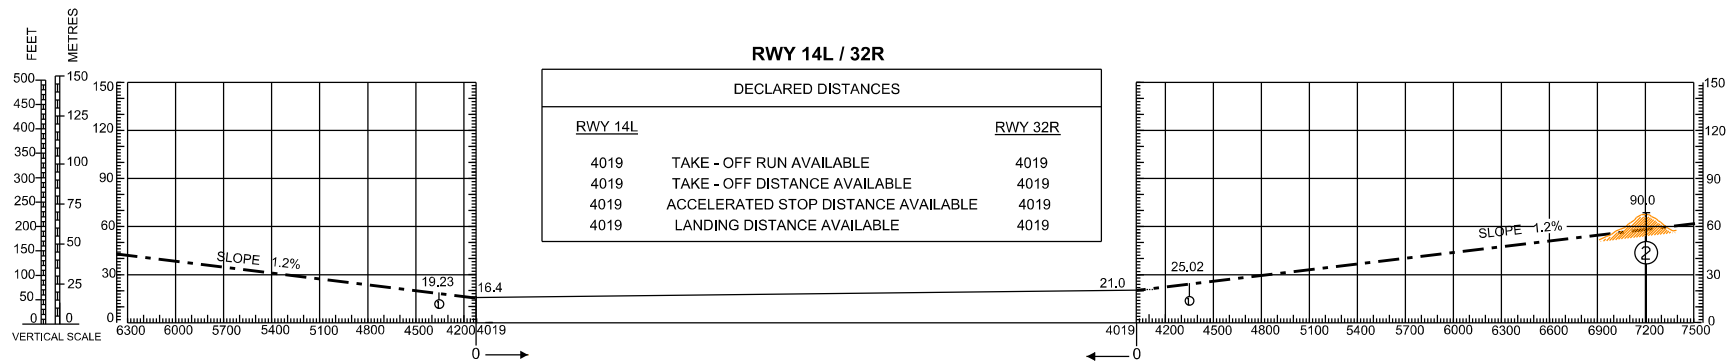 FEET
METRES
RWY 14L / 32R
DECLARED DISTANCES
RWY 14L RWY 32R
4019 TAKE - OFF RUN AVAILABLE 4019
4019 TAKE - OFF DISTANCE AVAILABLE 4019
4019 ACCELERATED STOP DISTANCE AVAILABLE 4019
4019 LANDING DISTANCE AVAILABLE 4019
500
450
400
350
300
250
200
150
100
50
0
150
125
100
75
50
25
0
VERTICAL SCALE
150
120
90
60
30
0
SLOPE 1.2%
19.23
16.4
6300 6000 5700 5400 5100 4800 4500 4200 4019
0
21.0
25.02
SLOPE 1.2%
90.0
2
150
120
90
60
30
0
4019 4200 4500 4800 5100 5400 5700 6000 6300 6600 6900 7200 7500
0